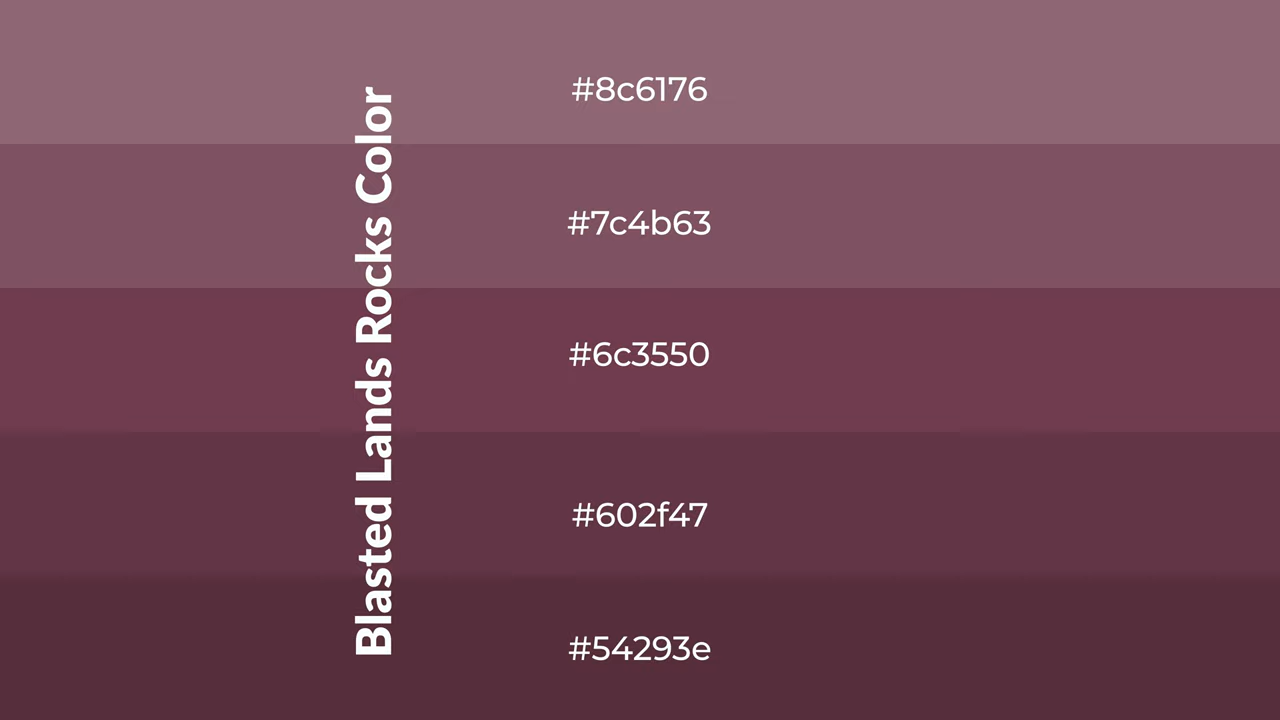 Blasted Lands Rocks Color
#8c6176
#7c4b63
#6c3550
#602f47
#54293e